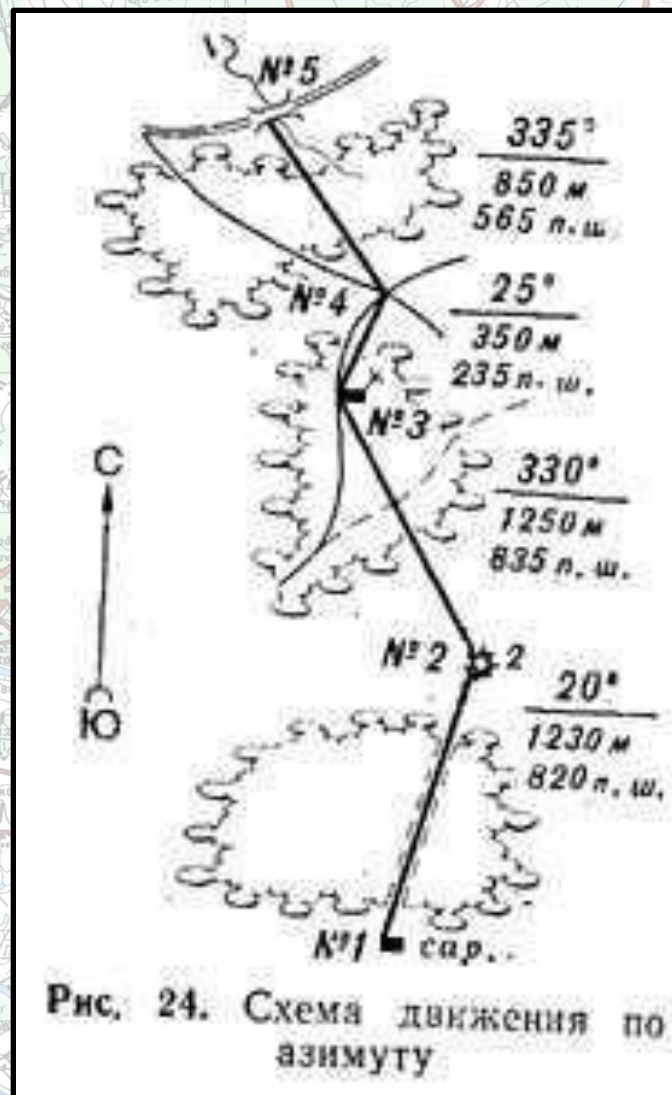 №5
335°
850 м
565 п. ш.
№4
25°
350 м
235 п. ш.
№3
С
330°
1250 м
835 п. ш.
№2
2
Ю
20°
1230 м
820 п. ш.
№1 сар..
Рис. 24. Схема движения по
азимуту